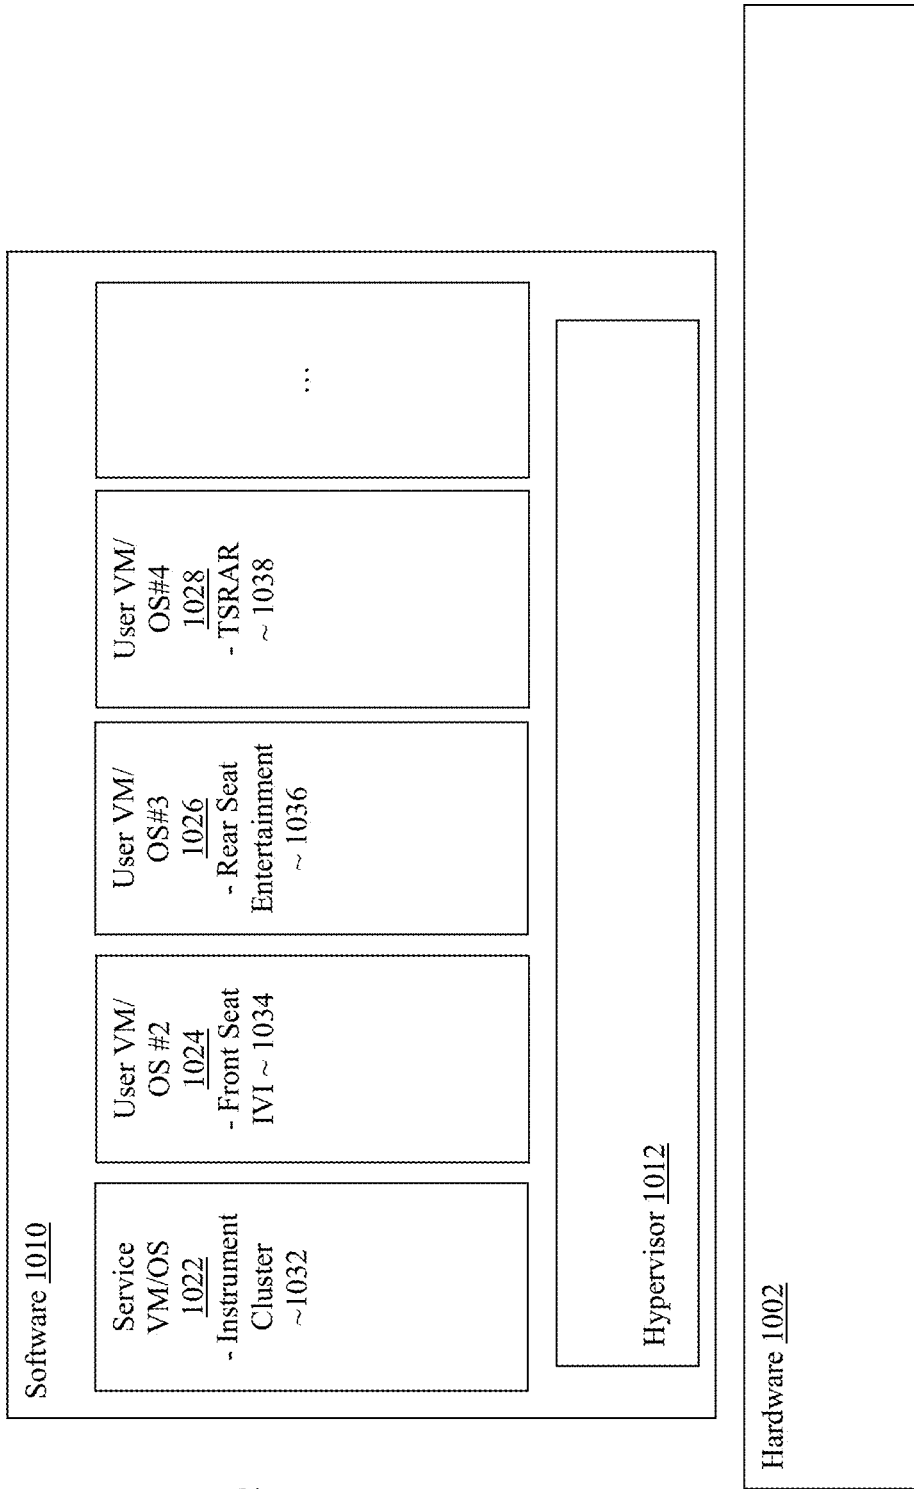 Software 1010
Service
VM/OS
1022
- Instrument
Cluster
~1032
User VM/
OS #2
1024
- Front Seat
IVI ~ 1034
User VM/
OS#3
1026
- Rear Seat
Entertainment
~ 1036
User VM/
OS#4
1028
- TSRAR
~ 1038
...
Hypervisor 1012
Hardware 1002